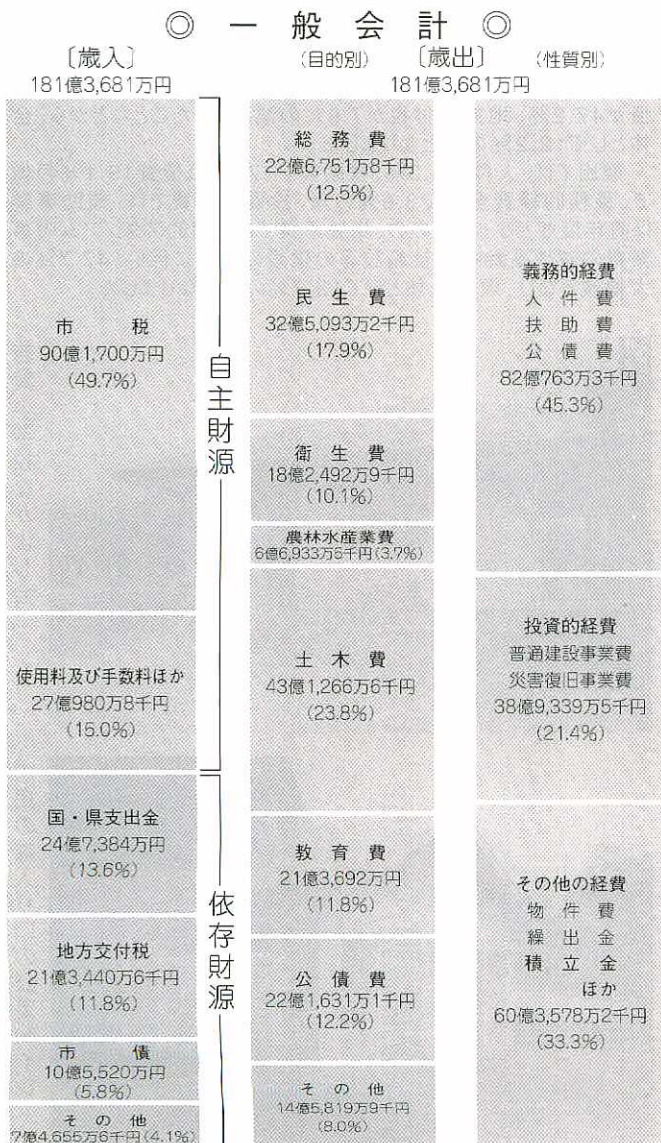 ◎ 一般会計 ◎
〔歳入〕
181億3,681万円
市税
90億1,700万円
(49.7%)
使用料及び手数料ほか
27億980万8千円
(15.0%)
自主財源
国・県支出金
24億7,384万円
(13.6%)
地方交付税
21億3,440万6千円
(11.8%)
市債
10億5,520万円
(5.8%)
その他
7億4,655万6千円(4.1%)
依存財源
(目的別)
〔歳出〕
(性質別)
181億3,681万円
総務費
22億6,751万8千円
(12.5%)
民生費
32億5,093万2千円
(17.9%)
衛生費
18億2,492万9千円
(10.1%)
農林水産業費
6億6,933万5千円(3.7%)
土木費
43億1,266万6千円
(23.8%)
教育費
21億3,692万円
(11.8%)
公債費
22億1,631万1千円
(12.2%)
その他
14億5,819万9千円
(8.0%)
義務的経費
人件費
扶助費
公債費
82億763万3千円
(45.3%)
投資的経費
普通建設事業費
災害復旧事業費
38億9,339万5千円
(21.4%)
その他の経費
物件費
繰出金
積立金
ほか
60億3,578万2千円
(33.3%)